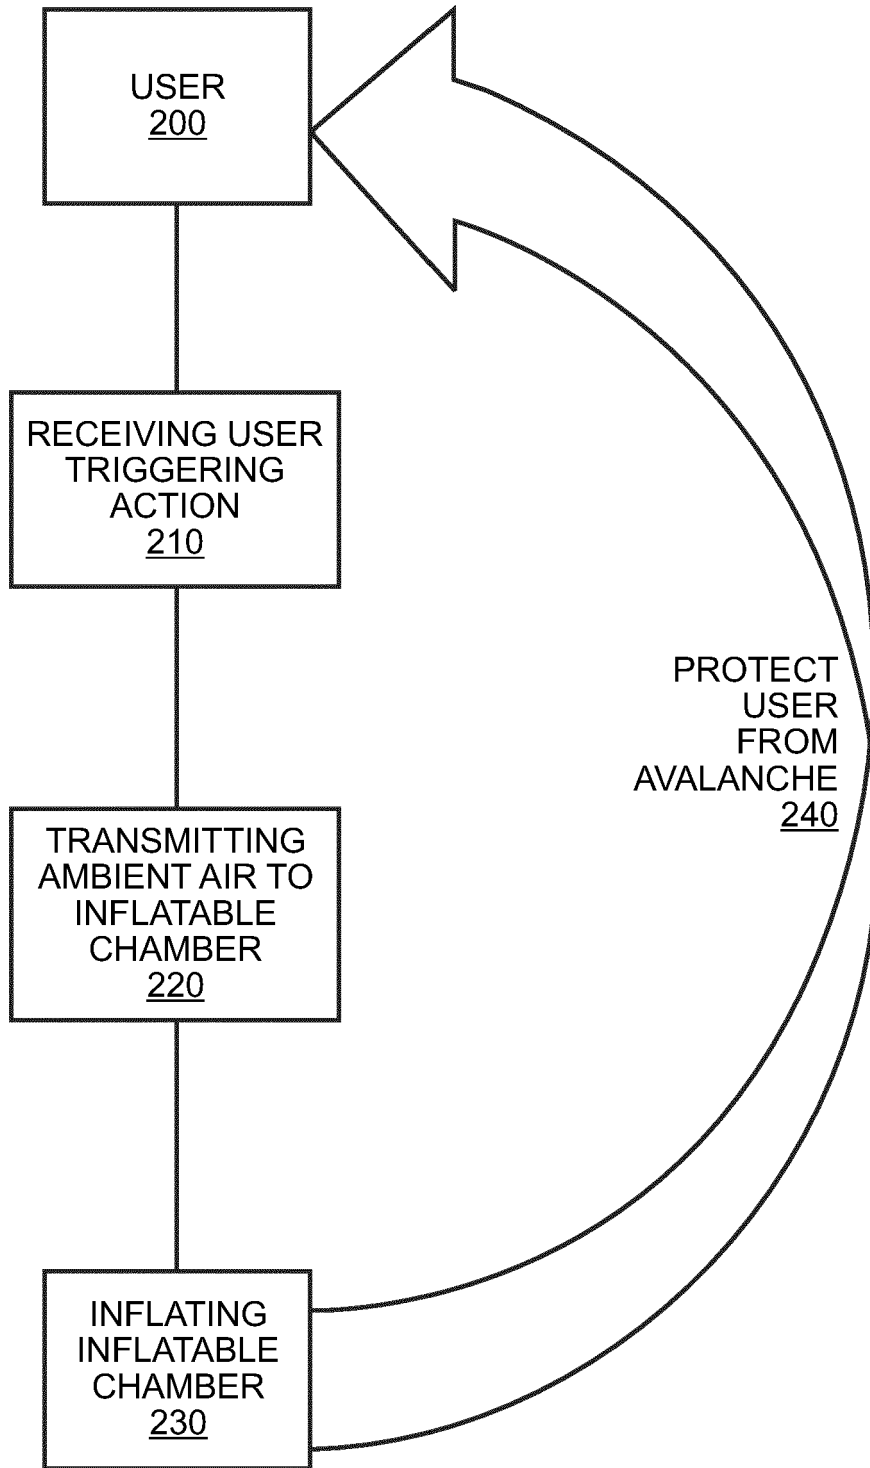 USER
200
RECEIVING USER
TRIGGERING
ACTION
210
PROTECT
USER
FROM
AVALANCHE
240
TRANSMITTING
AMBIENT AIR TO
INFLATABLE
CHAMBER
220
INFLATING
INFLATABLE
CHAMBER
230